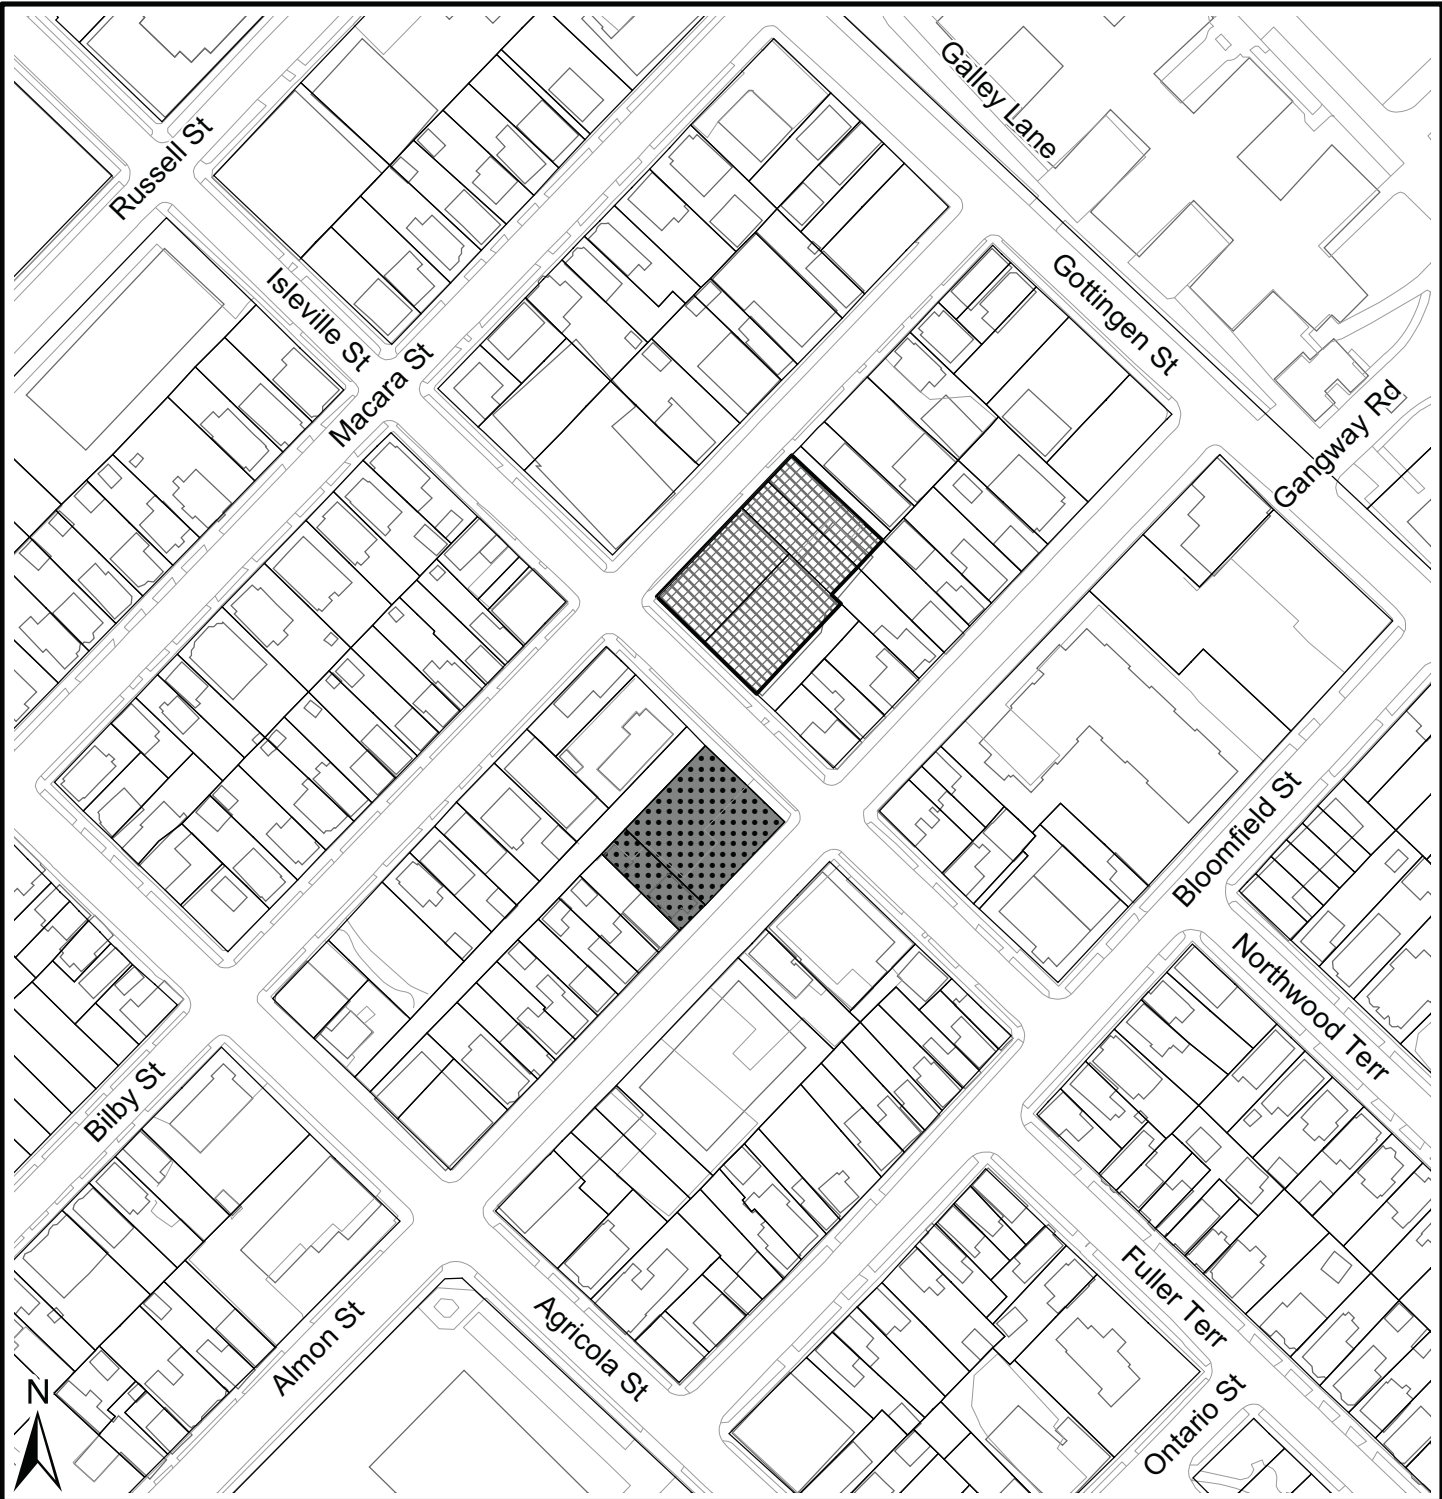 Galley Lane
Russell St
Isleville St
Gottingen St
Macara St
Gangway Rd
Bloomfield St
Northwood Terr
Bilby St
Fuller Terr
Almon St
Agricola St
Ontario St
N